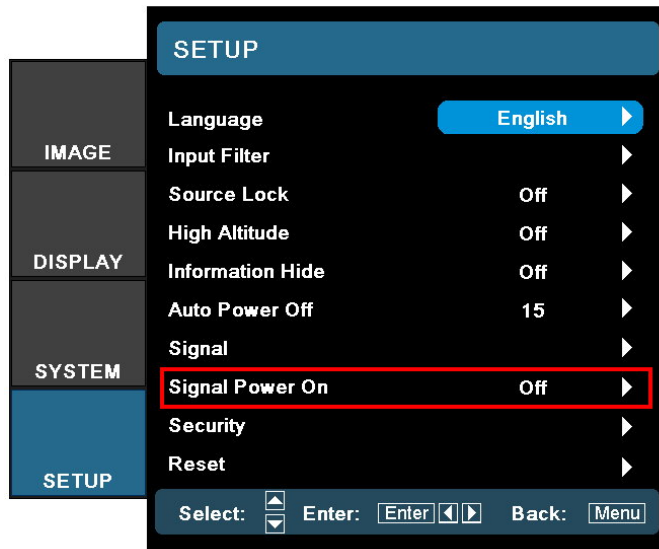 SETUP
IMAGE
DISPLAY
SYSTEM
SETUP
Language English
Input Filter
Source Lock Off
High Altitude Off
Information Hide Off
Auto Power Off 15
Signal
Signal Power On Off
Security
Reset
Select: Enter: Enter Back: Menu